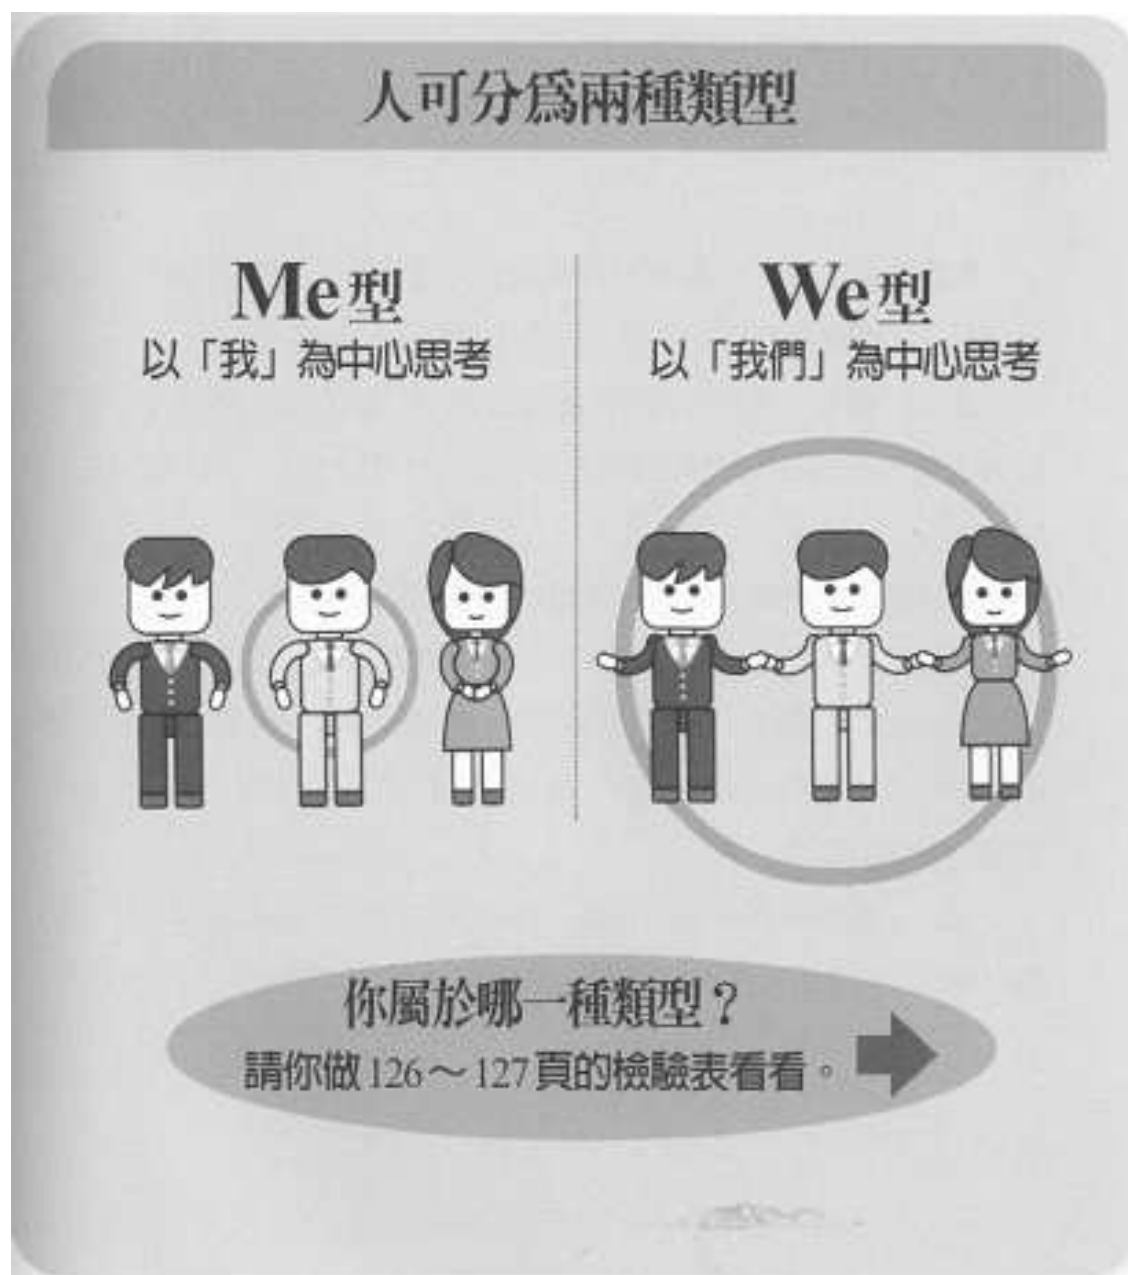 人可分爲兩種類型
Me型
以「我」為中心思考
We型
以「我們」為中心思考
你屬於哪一種類型？
請你做126～127頁的檢驗表看看。